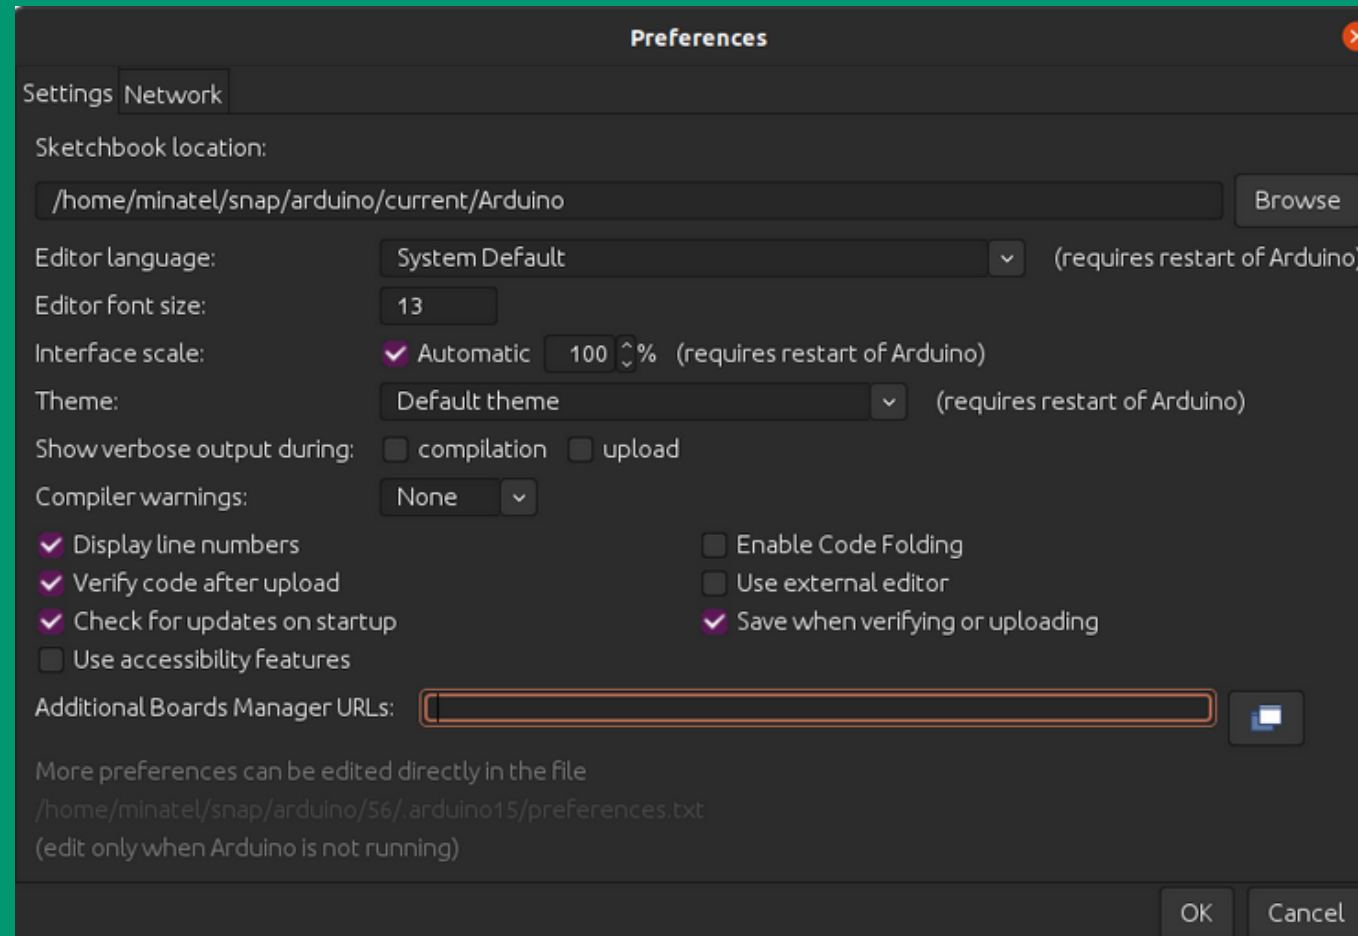 Preferences
Settings Network
Sketchbook location:
/home/minatel/snap/arduino/current/Arduino Browse
Editor language: System Default (requires restart of Arduino)
Editor font size: 13
Interface scale: Automatic 100 % (requires restart of Arduino)
Theme: Default theme (requires restart of Arduino)
Show verbose output during: compilation upload
Compiler warnings: None
Display line numbers Enable Code Folding
Verify code after upload Use external editor
Check for updates on startup Save when verifying or uploading
Use accessibility features
Additional Boards Manager URLs:
More preferences can be edited directly in the file
/home/minatel/snap/arduino/56/.arduino15/preferences.txt
(edit only when Arduino is not running)
OK Cancel